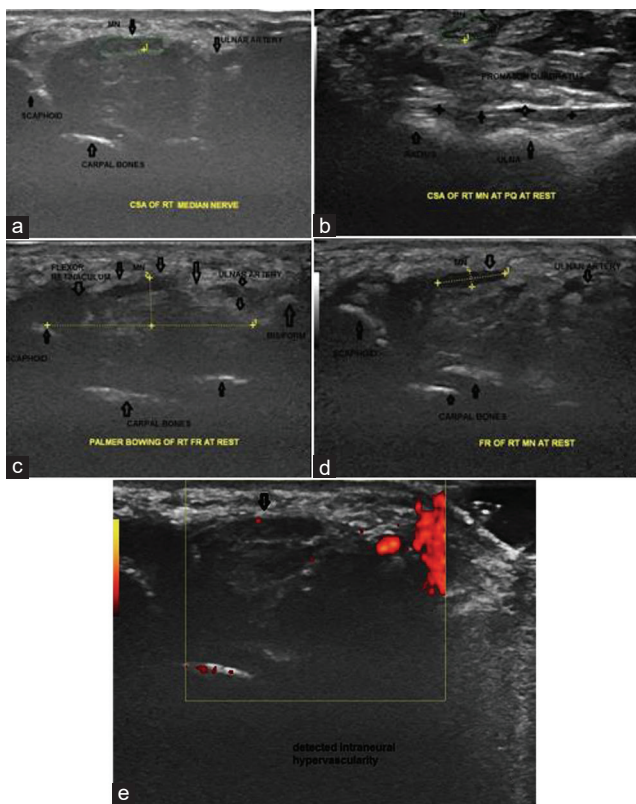 MN
ULNAR ARTERY
SCAPHOID
CARPAL BONES
CSA OF RT MEDIAN NERVE
a
MN
PRONATOR QUADRATUS
RADIUS
ULNA
CSA OF RT MN AT PQ AT REST
b
FLEXOR
RETINACULUM
MN
ULNAR ARTERY
SCAPHOID
PISIFORM
CARPAL BONES
PALMER BOWING OF RT FR AT REST
c
MN
ULNAR ARTERY
SCAPHOID
CARPAL BONES
FR OF RT MN AT REST
d
detected intraneural
hypervascularity
e